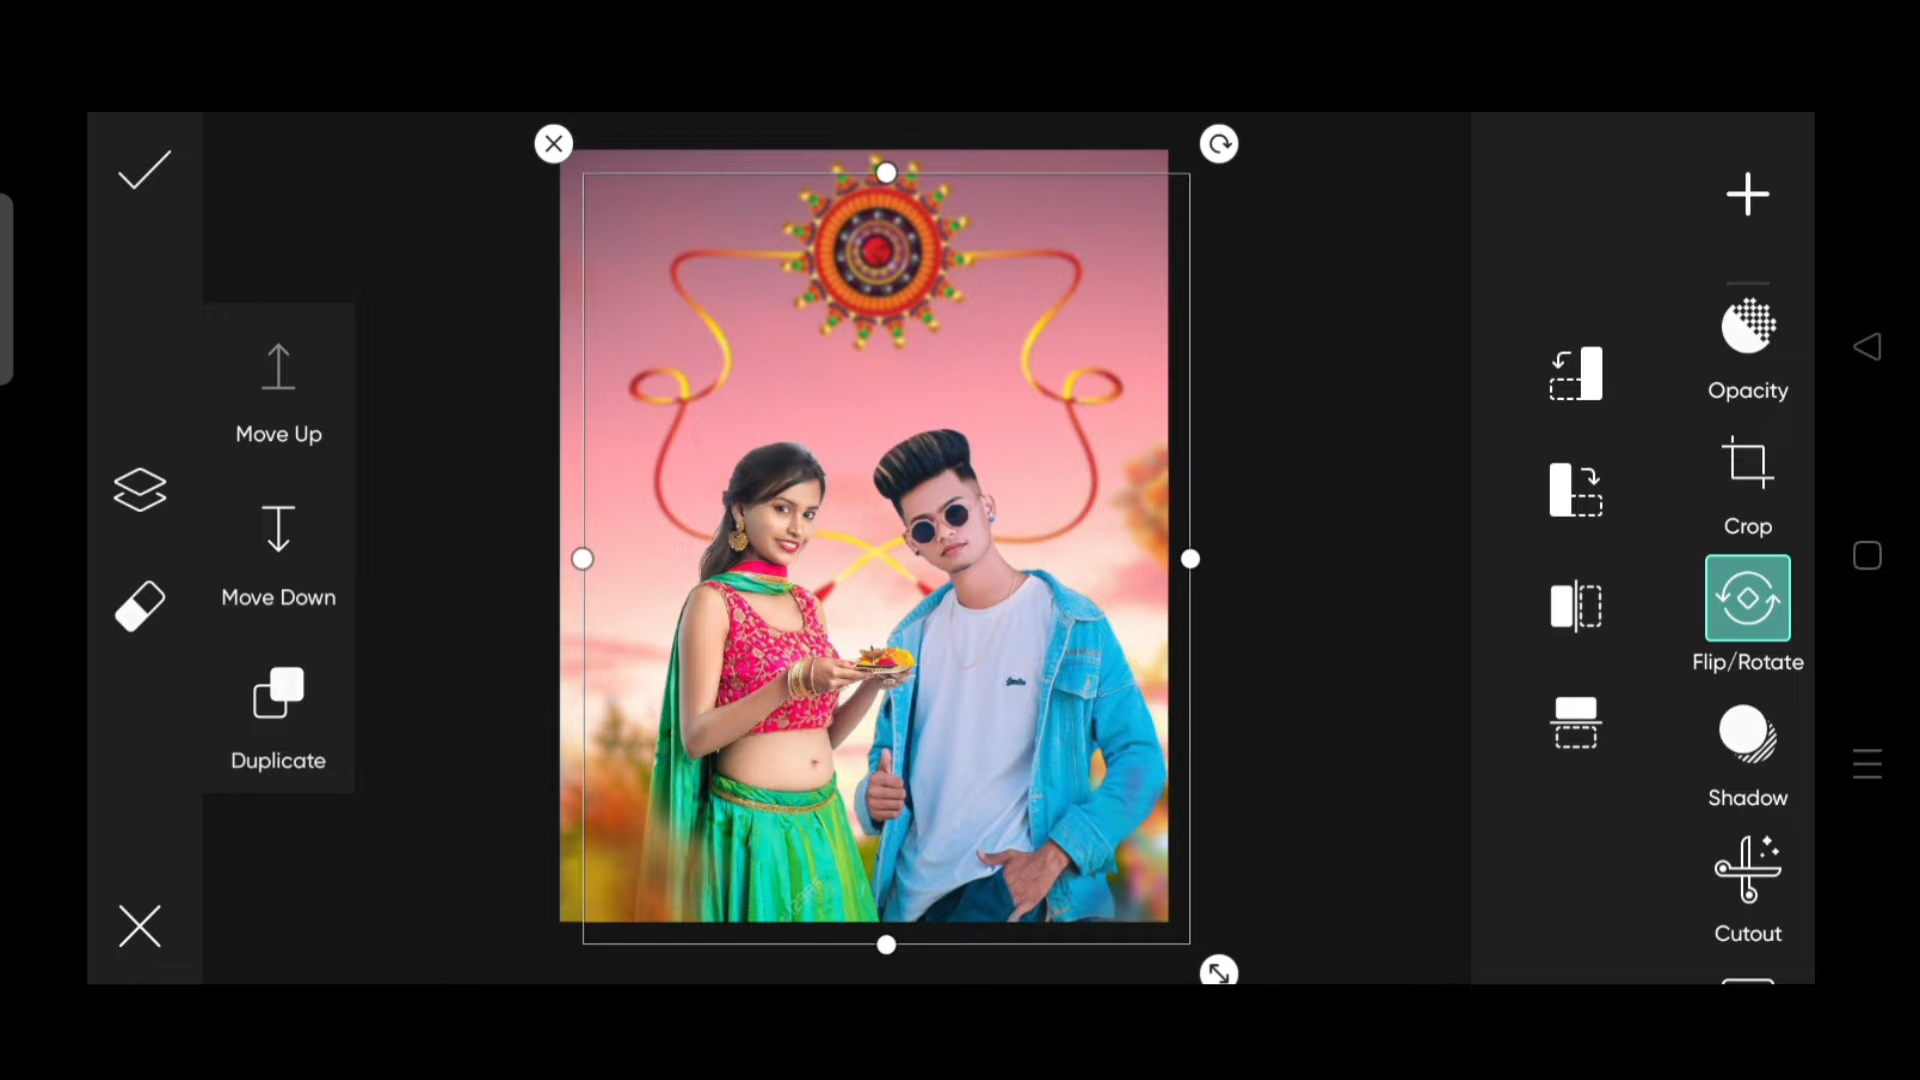 Move Up
Move Down
Duplicate
Opacity
Crop
Flip/Rotate
Shadow
Cutout